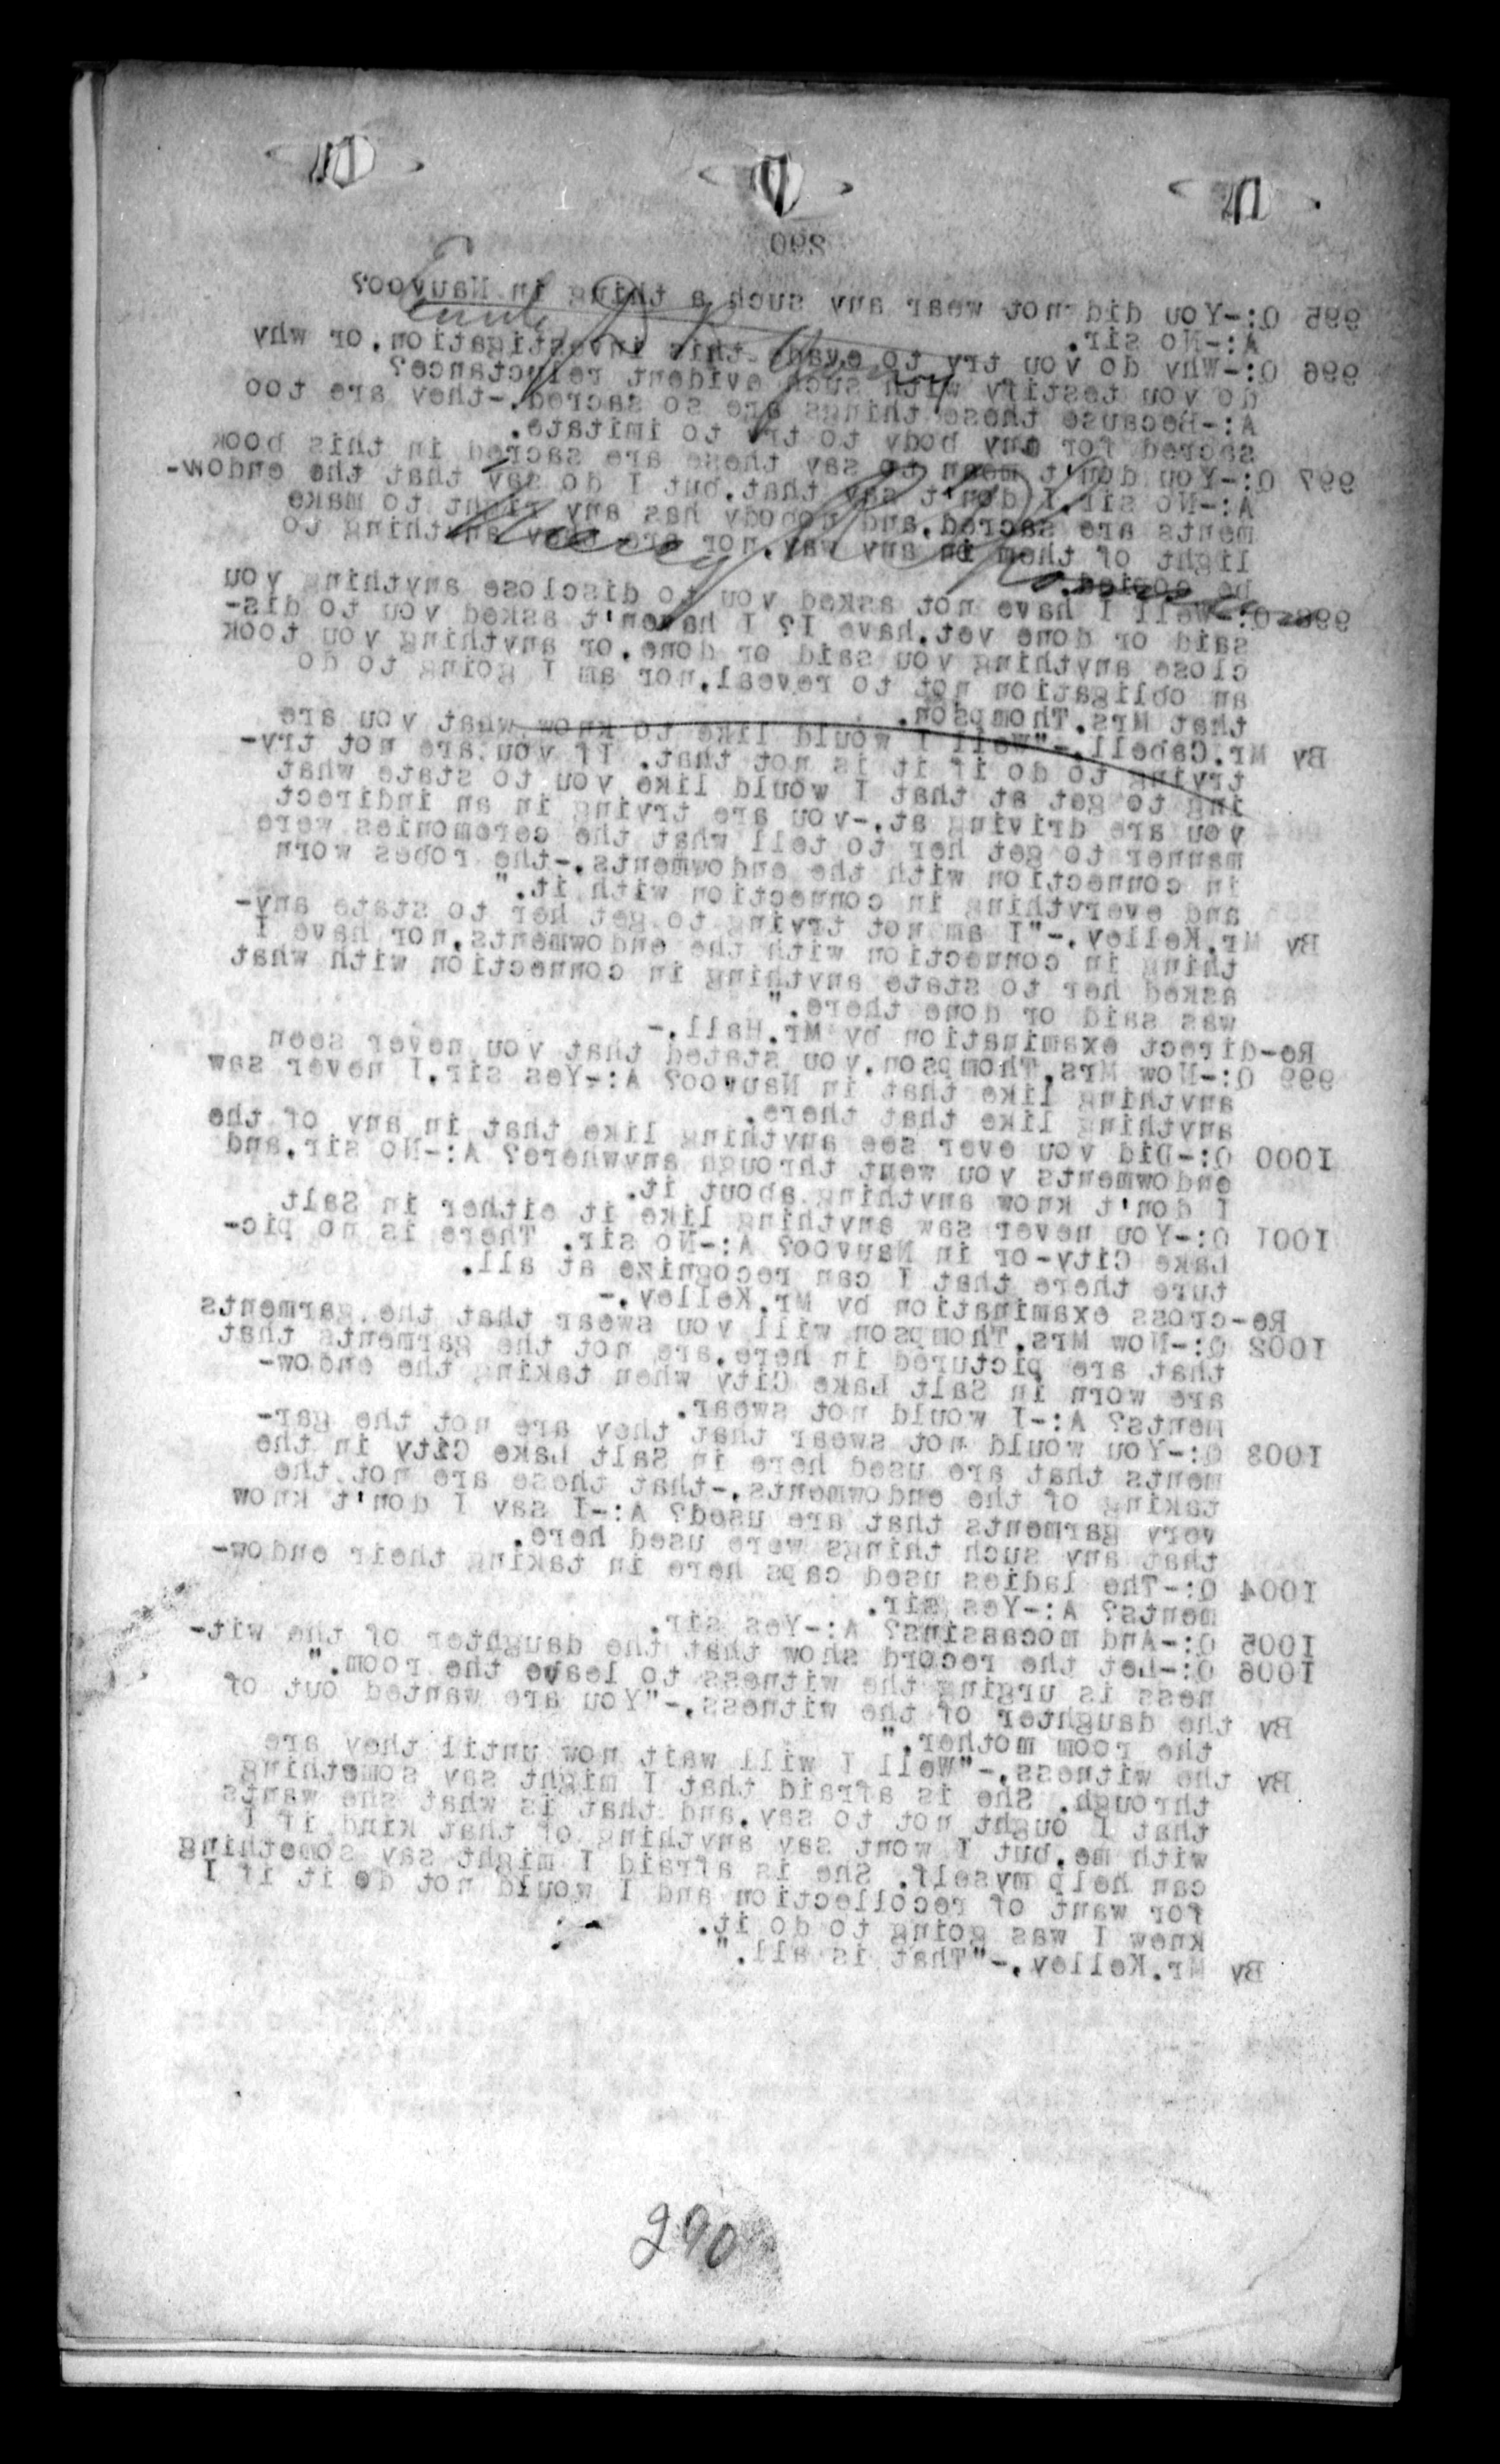 290
995 Q:-You did not wear any such a thing in Nauvoo?
A:-No sir.
996 Q:-Why do you try to evade this investigation,or why
do you testify with such evident reluctance?
A:-Because these things are so sacred,-they are too
sacred for any body to try to imitate.
997 Q:-You don't mean to say these are sacred in this book
A:-No sir,I don't say that,but I do say that the endow-
ments are sacred,and nobody has any right to make
light of them in any way,nor are they anything to
be copied.
998 Q:-Well I have not asked you to disclose anything you
said or done yet,have I? I haven't asked you to dis-
close anything you said or done,or anything you took
an obligation not to reveal,nor am I going to do
that Mrs.Thompson.
By Mr.Cabell,-"Well I would like to know what you are
trying to do if it is not that. If you are not try-
ing to get at that I would like you to state what
you are driving at,-you are trying in an indirect
manner to get her to tell what the ceremonies were
in connection with the endowments,-the robes worn
and everything in connection with it."
By Mr.Kelley,-"I am not trying to get her to state any-
thing in connection with the endowments,nor have I
asked her to state anything in connection with what
was said or done there."
Re-direct examination by Mr.Hall,-
999 Q:-Now Mrs.Thompson,you stated that you never seen
anything like that in Nauvoo? A:-Yes sir,I never saw
anything like that there.
1000 Q:-Did you ever see anything like that in any of the
endowments you went through anywhere? A:-No sir,and
I don't know anything about it.
1001 Q:-You never saw anything like it either in Salt
Lake City-or in Nauvoo? A:-No sir. There is no pic-
ture there that I can recognize at all.
Re-cross examination by Mr.Kelley,-
1002 Q:-Now Mrs.Thompson will you swear that the garments
that are pictured in here,are not the garments that
are worn in Salt Lake City when taking the endow-
ments? A:-I would not swear.
1003 Q:-You would not swear that they are not the gar-
ments that are used here in Salt Lake City in the
taking of the endowments,-that these are not the
very garments that are used? A:-I say I don't know
that any such things were used here.
1004 Q:-The ladies used caps here in taking their endow-
ments? A:-Yes sir.
1005 Q:-And mocassins? A:-Yes sir.
1006 Q:-Let the record show that the daughter of the wit-
ness is urging the witness to leave the room."
By the daughter of the witness,-"You are wanted out of
the room mother."
By the witness,-"Well I will wait now until they are
through. She is afraid that I might say something
that I ought not to say,and that is what she wants
with me,but I wont say anything of that kind if I
can help myself. She is afraid I might say something
for want of recollection and I would not do it if I
knew I was going to do it.
By Mr.Kelley,-"That is all."
290